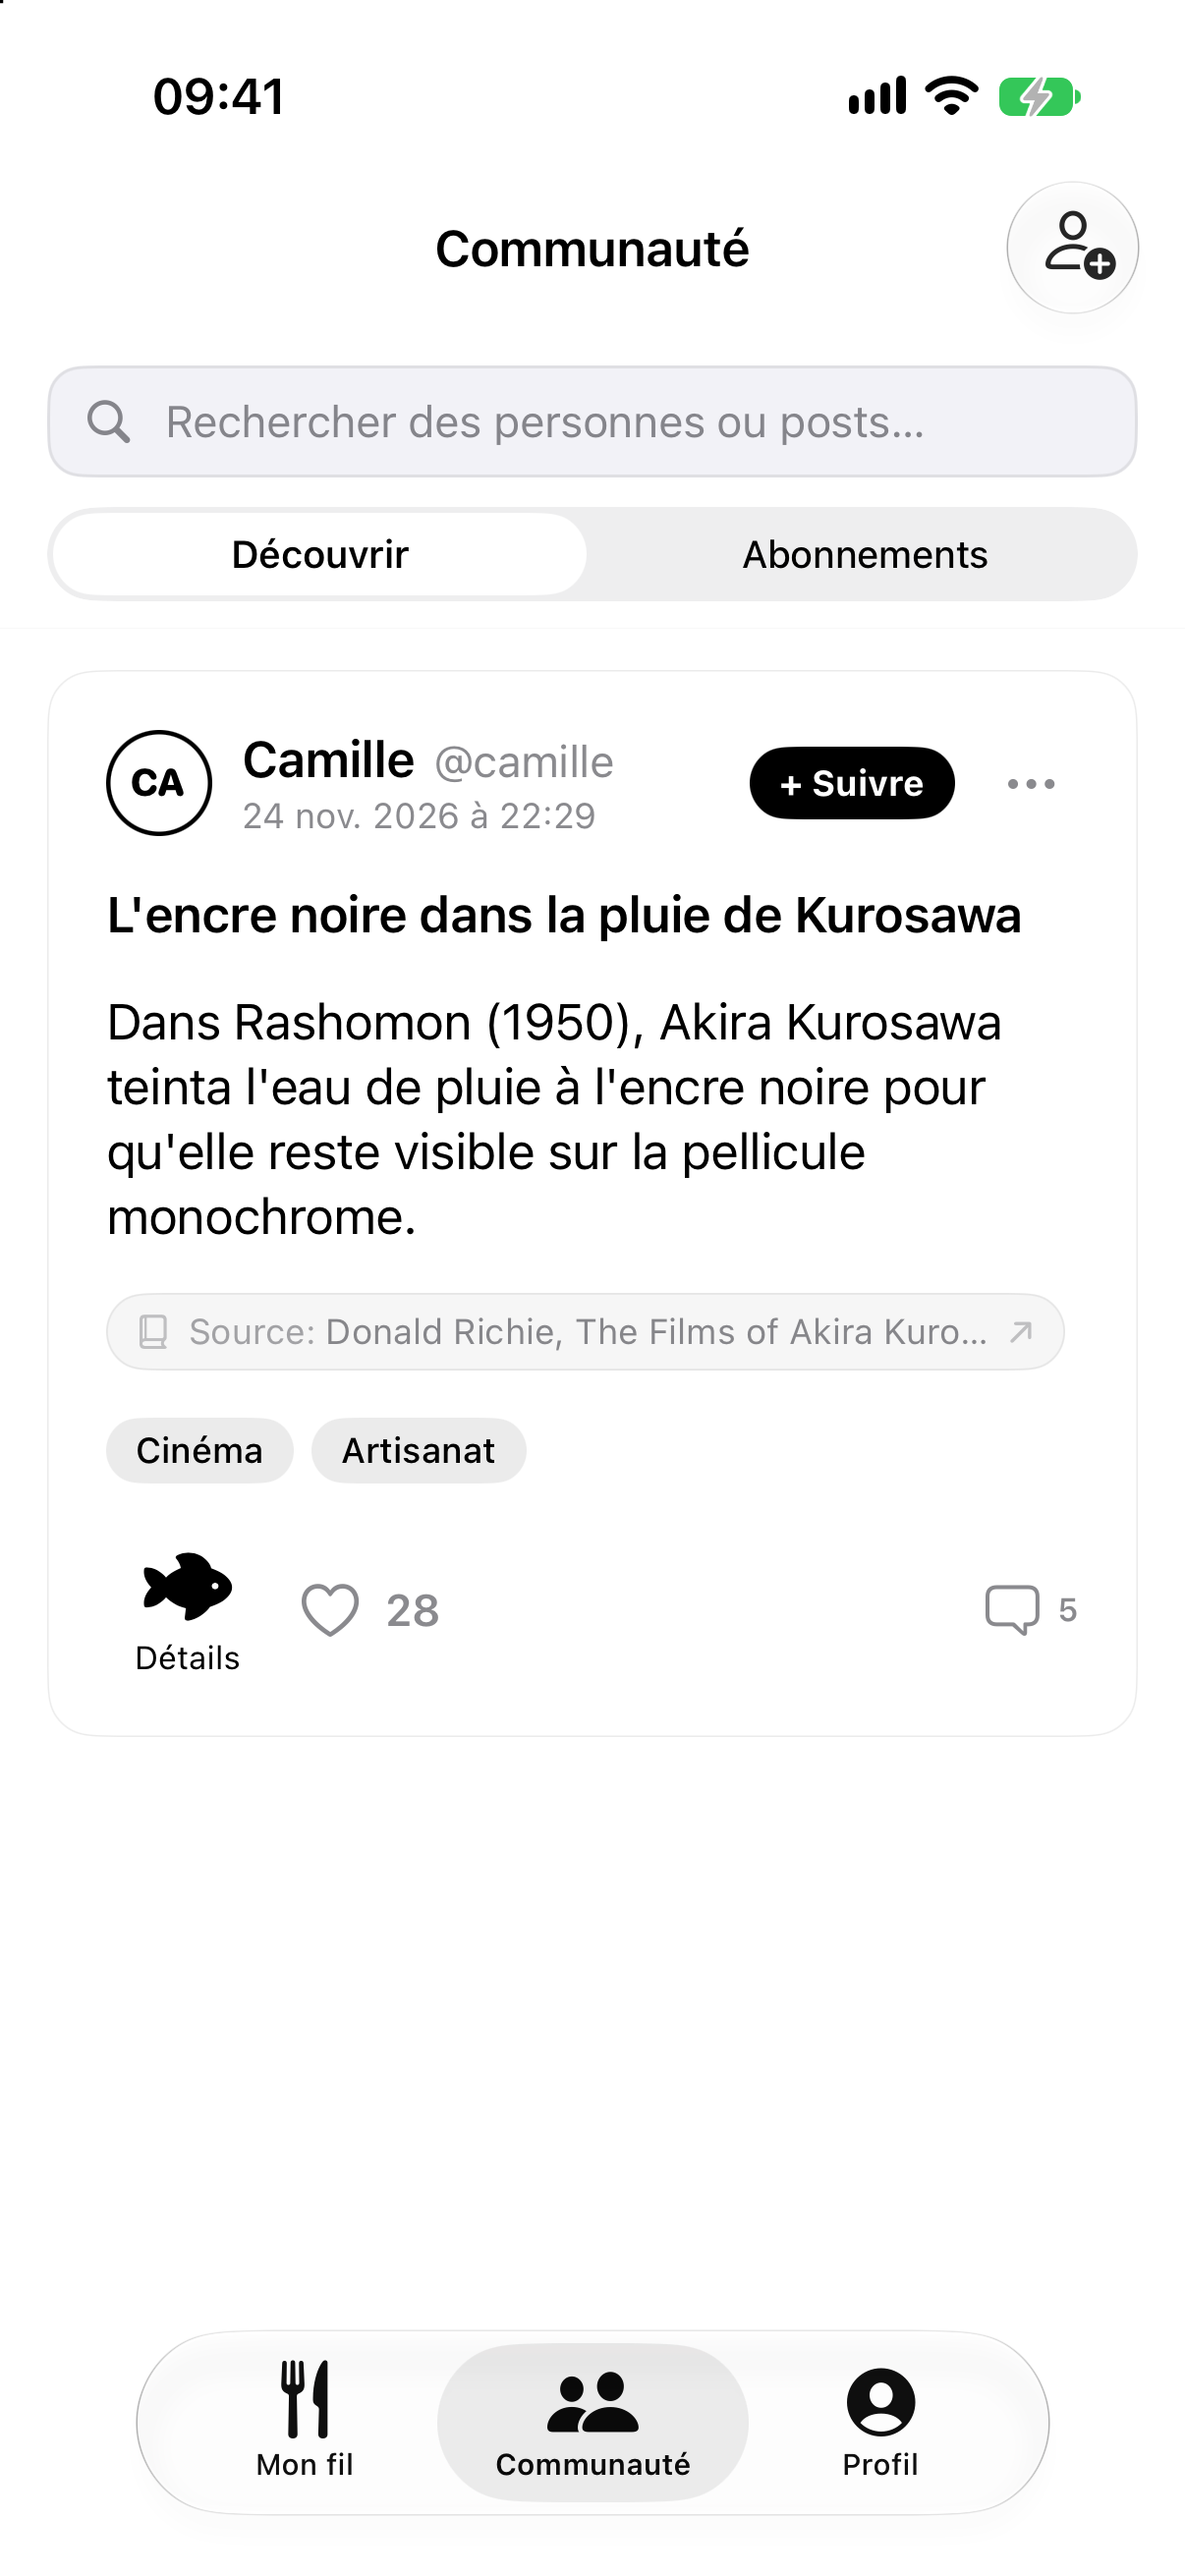 09:41
Communauté
Rechercher des personnes ou posts...
Découvrir
Abonnements
CA
Camille @camille
24 nov. 2026 à 22:29
+ Suivre
L'encre noire dans la pluie de Kurosawa
Dans Rashomon (1950), Akira Kurosawa
teinta l'eau de pluie à l'encre noire pour
qu'elle reste visible sur la pellicule
monochrome.
Source: Donald Richie, The Films of Akira Kuro...
Cinéma
Artisanat
Détails
28
5
Mon fil
Communauté
Profil